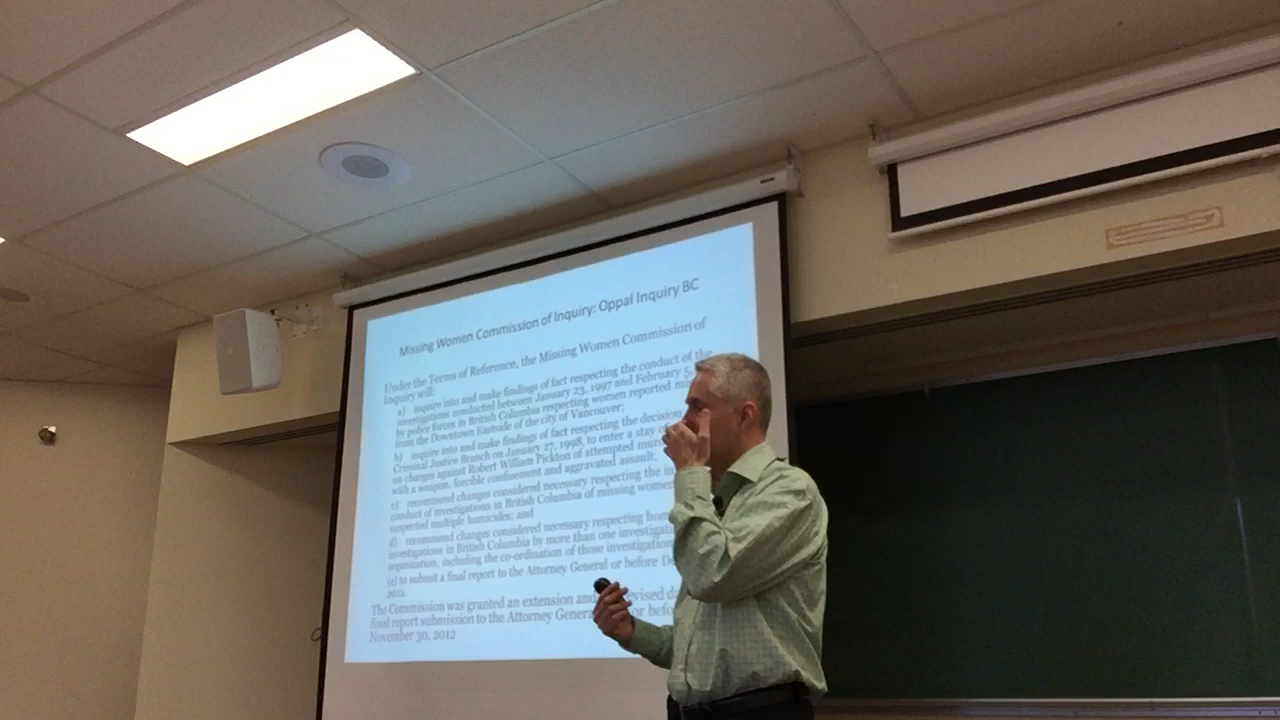 Missing Women Commission of Inquiry: Oppal Inquiry BC
Under the Terms of Reference, the Missing Women Commission of
Inquiry will:
a) inquire into and make findings of fact respecting the conduct of the
investigations conducted between January 23, 1997 and February 5,
by police forces in British Columbia respecting women reported
from the Downtown Eastside of the city of Vancouver;
b) inquire into and make findings of fact respecting the decision
Criminal Justice Branch on January 27, 1998, to enter a stay
on charges against Robert William Pickton of attempted
with a weapon, forcible confinement and aggravated assault;
c) recommend changes considered necessary respecting the
conduct of investigations in British Columbia of missing women
suspected multiple homicides; and
d) recommend changes considered necessary respecting
investigations in British Columbia by more than one
organization, including the co-ordination of those
(e) to submit a final report to the Attorney General or before
2011.
The Commission was granted an extension and
final report submission to the Attorney or
November 30, 2012